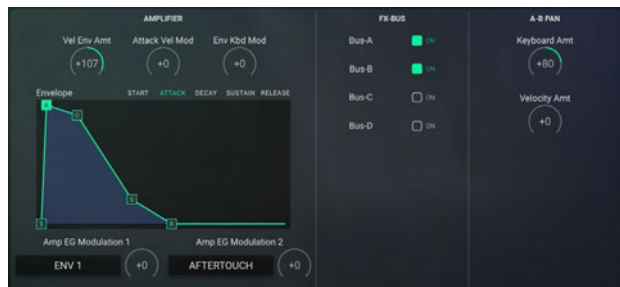 AMPLIFIER
Vel Env Amt Attack Vel Mod Env Kbd Mod
+107 +0 +0
Envelope START ATTACK DECAY SUSTAIN RELEASE
A
D
S
S R
Amp EG Modulation 1 Amp EG Modulation 2
ENV 1 +0 AFTERTOUCH +0
FX-BUS
Bus-A ON
Bus-B ON
Bus-C ON
Bus-D ON
A-B PAN
Keyboard Amt
+80
Velocity Amt
+0